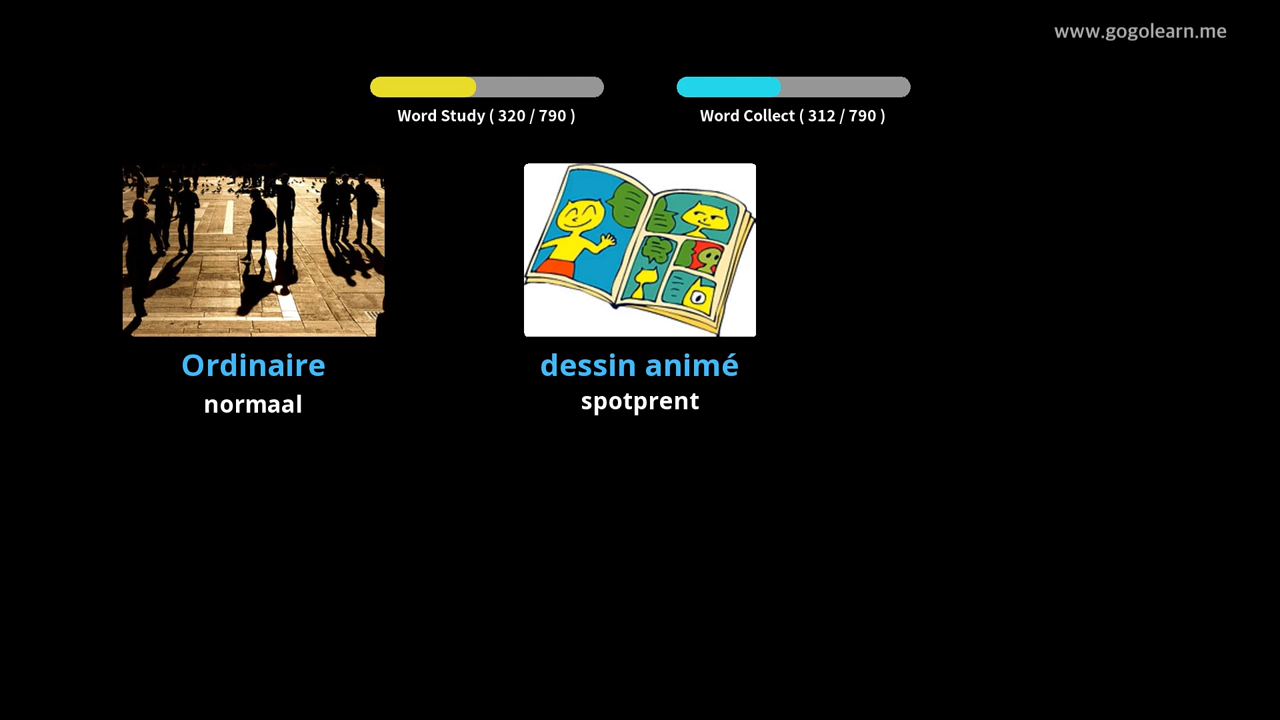 www.gogolearn.me
Word Study ( 320 / 790 )
Word Collect ( 312 / 790 )
Ordinaire
normaal
dessin animé
spotprent